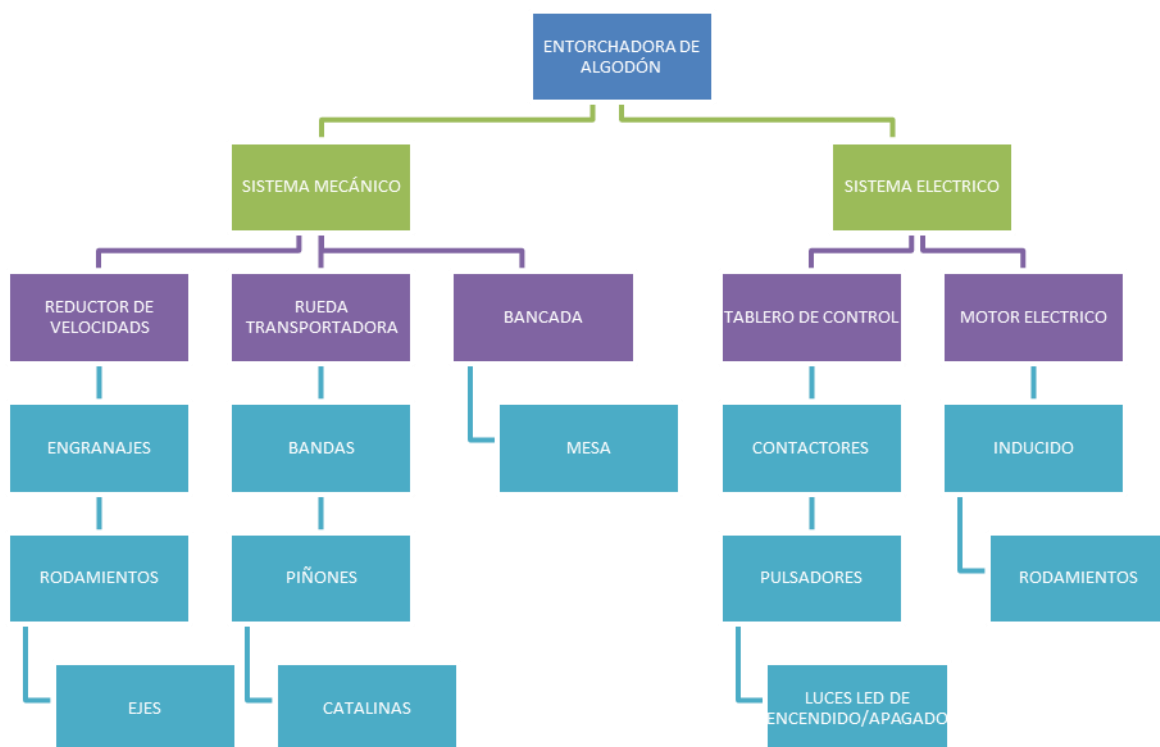 ENTORCHADORA DE
ALGODÓN
SISTEMA MECÁNICO
SISTEMA ELECTRICO
REDUCTOR DE
VELOCIDADS
RUEDA
TRANSPORTADORA
BANCADA
TABLERO DE CONTROL
MOTOR ELECTRICO
ENGRANAJES
BANDAS
MESA
CONTACTORES
INDUCIDO
RODAMIENTOS
PIÑONES
PULSADORES
RODAMIENTOS
EJES
CATALINAS
LUCES LED DE
ENCENDIDO/APAGADO